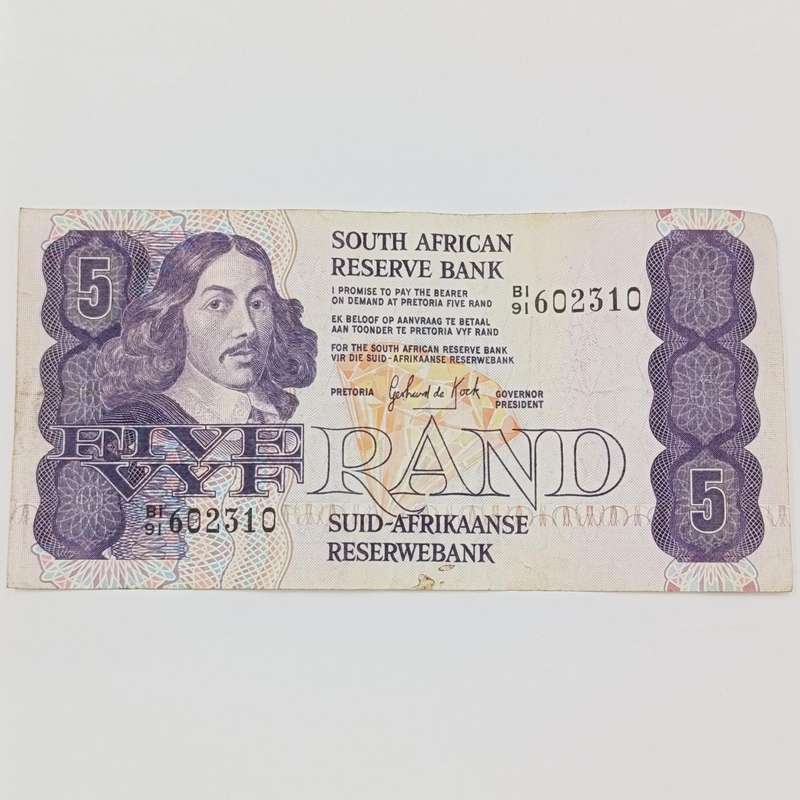 5
SOUTH AFRICAN
RESERVE BANK
I PROMISE TO PAY THE BEARER
ON DEMAND AT PRETORIA FIVE RAND
BI
91 602310
EK BELOOF OP AANVRAAG TE BETAAL
AAN TOONDER TE PRETORIA VYF RAND
FOR THE SOUTH AFRICAN RESERVE BANK
VIR DIE SUID-AFRIKAANSE RESERWEBANK
PRETORIA Gerhard de Kock GOVERNOR
PRESIDENT
FIVE
VYF RAND
5
BI
91 602310
SUID-AFRIKAANSE
RESERWEBANK